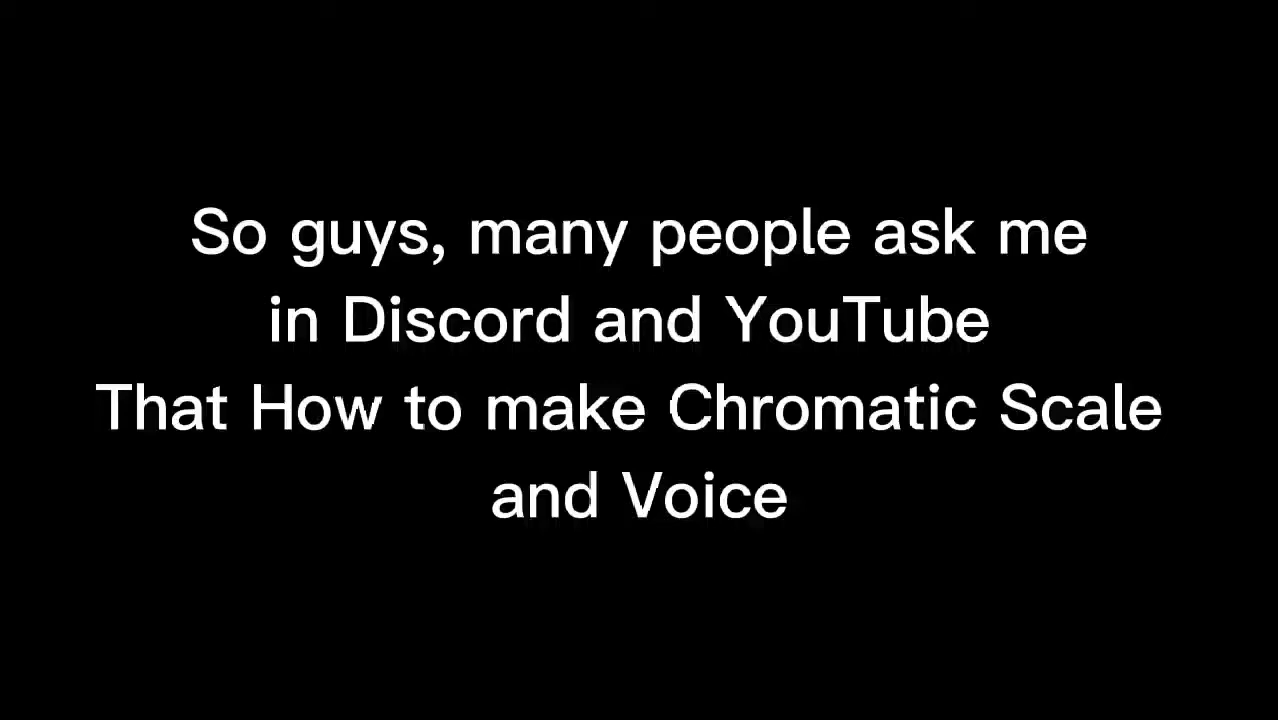 So guys, many people ask me
in Discord and YouTube
That How to make Chromatic Scale
and Voice